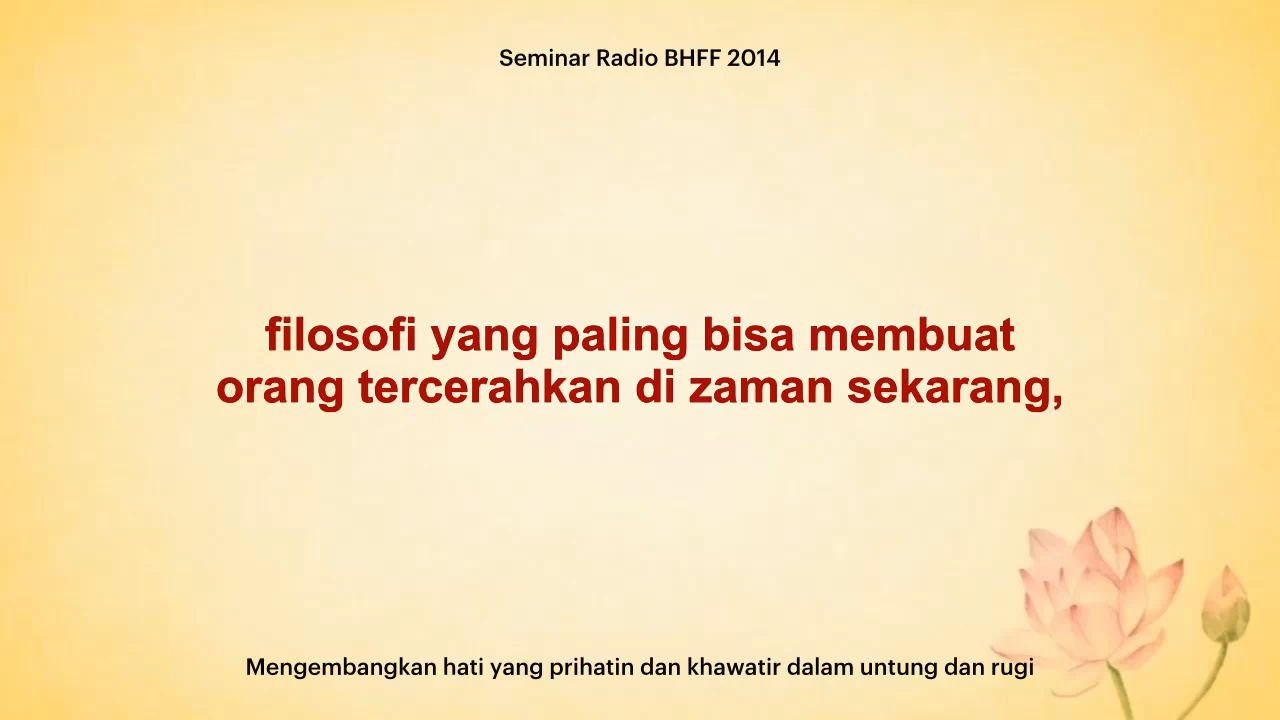 Seminar Radio BHFF 2014
filosofi yang paling bisa membuat
orang tercerahkan di zaman sekarang,
Mengembangkan hati yang prihatin dan khawatir dalam untung dan rugi